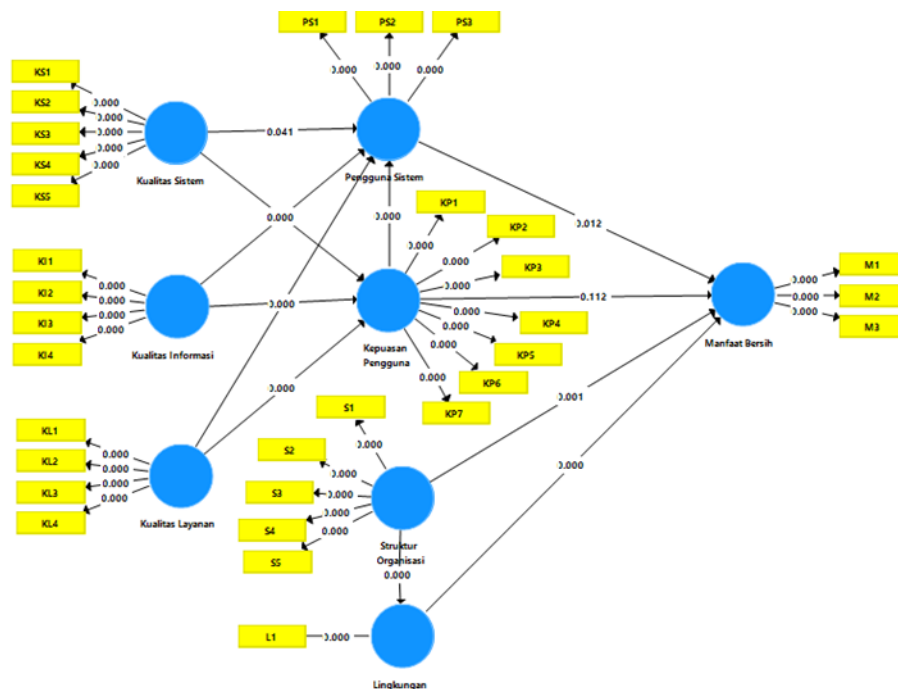 PS1
PS2
PS3
0.000
0.000
0.000
KS1
KS2
KS3
KS4
KS5
0.000
0.000
0.000
0.000
0.000
Kualitas Sistem
0.041
Pengguna Sistem
0.000
0.000
0.012
KP1
KP2
KP3
KP4
KP5
KP6
KP7
0.000
0.000
0.000
0.000
0.000
0.000
0.000
KI1
KI2
KI3
KI4
0.000
0.000
0.000
0.000
Kualitas Informasi
0.000
Kepuasan
Pengguna
0.112
0.000
0.000
0.000
M1
M2
M3
Manfaat Bersih
KL1
KL2
KL3
KL4
0.000
0.000
0.000
0.000
Kualitas Layanan
0.000
0.001
0.000
S1
S2
S3
S4
S5
0.000
0.000
0.000
0.000
0.000
Struktur
Organisasi
0.000
L1
0.000
Lingkungan